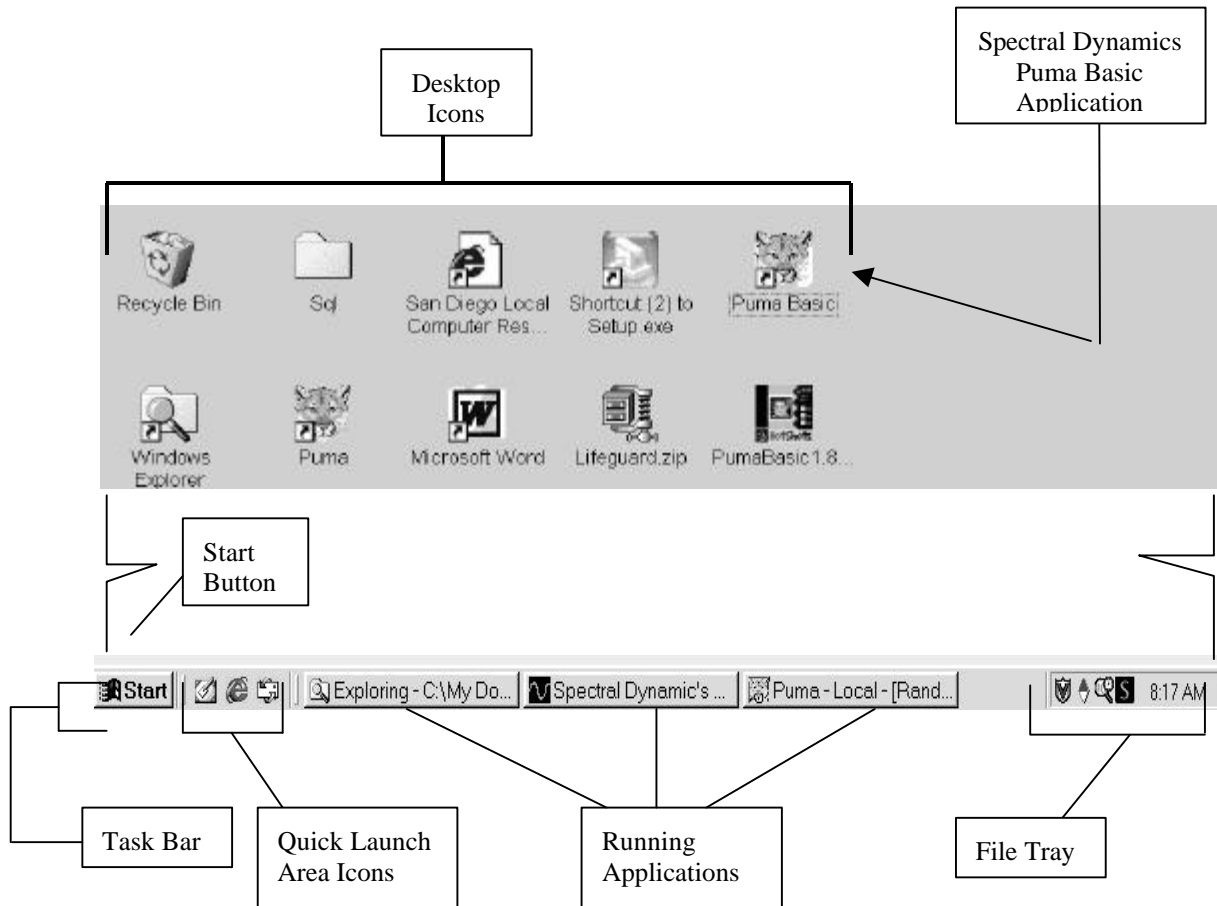 Spectral Dynamics
Puma Basic
Application
Desktop
Icons
Recycle Bin
Sql
San Diego Local
Computer Res...
Shortcut (2) to
Setup.exe
Puma Basic
Windows
Explorer
Puma
Microsoft Word
Lifeguard.zip
PumaBasic1.8...
Start
Button
Start
Exploring - C:\My Do...
Spectral Dynamic's ...
Puma - Local - [Rand...
S
8:17 AM
Task Bar
Quick Launch
Area Icons
Running
Applications
File Tray